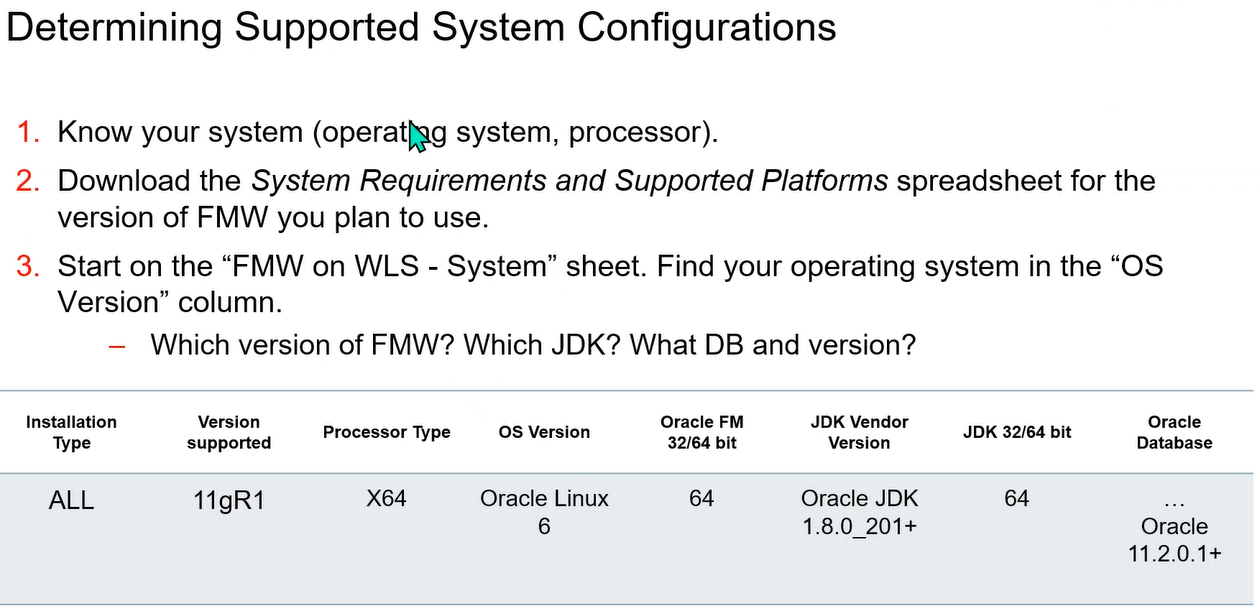 Determining Supported System Configurations
1. Know your system (operating system, processor).
2. Download the System Requirements and Supported Platforms spreadsheet for the
version of FMW you plan to use.
3. Start on the “FMW on WLS - System” sheet. Find your operating system in the “OS
Version” column.
– Which version of FMW? Which JDK? What DB and version?
Installation Type	Version supported	Processor Type	OS Version	Oracle FM 32/64 bit	JDK Vendor Version	JDK 32/64 bit	Oracle Database
ALL	11gR1	X64	Oracle Linux 6	64	Oracle JDK 1.8.0_201+	64	… Oracle 11.2.0.1+